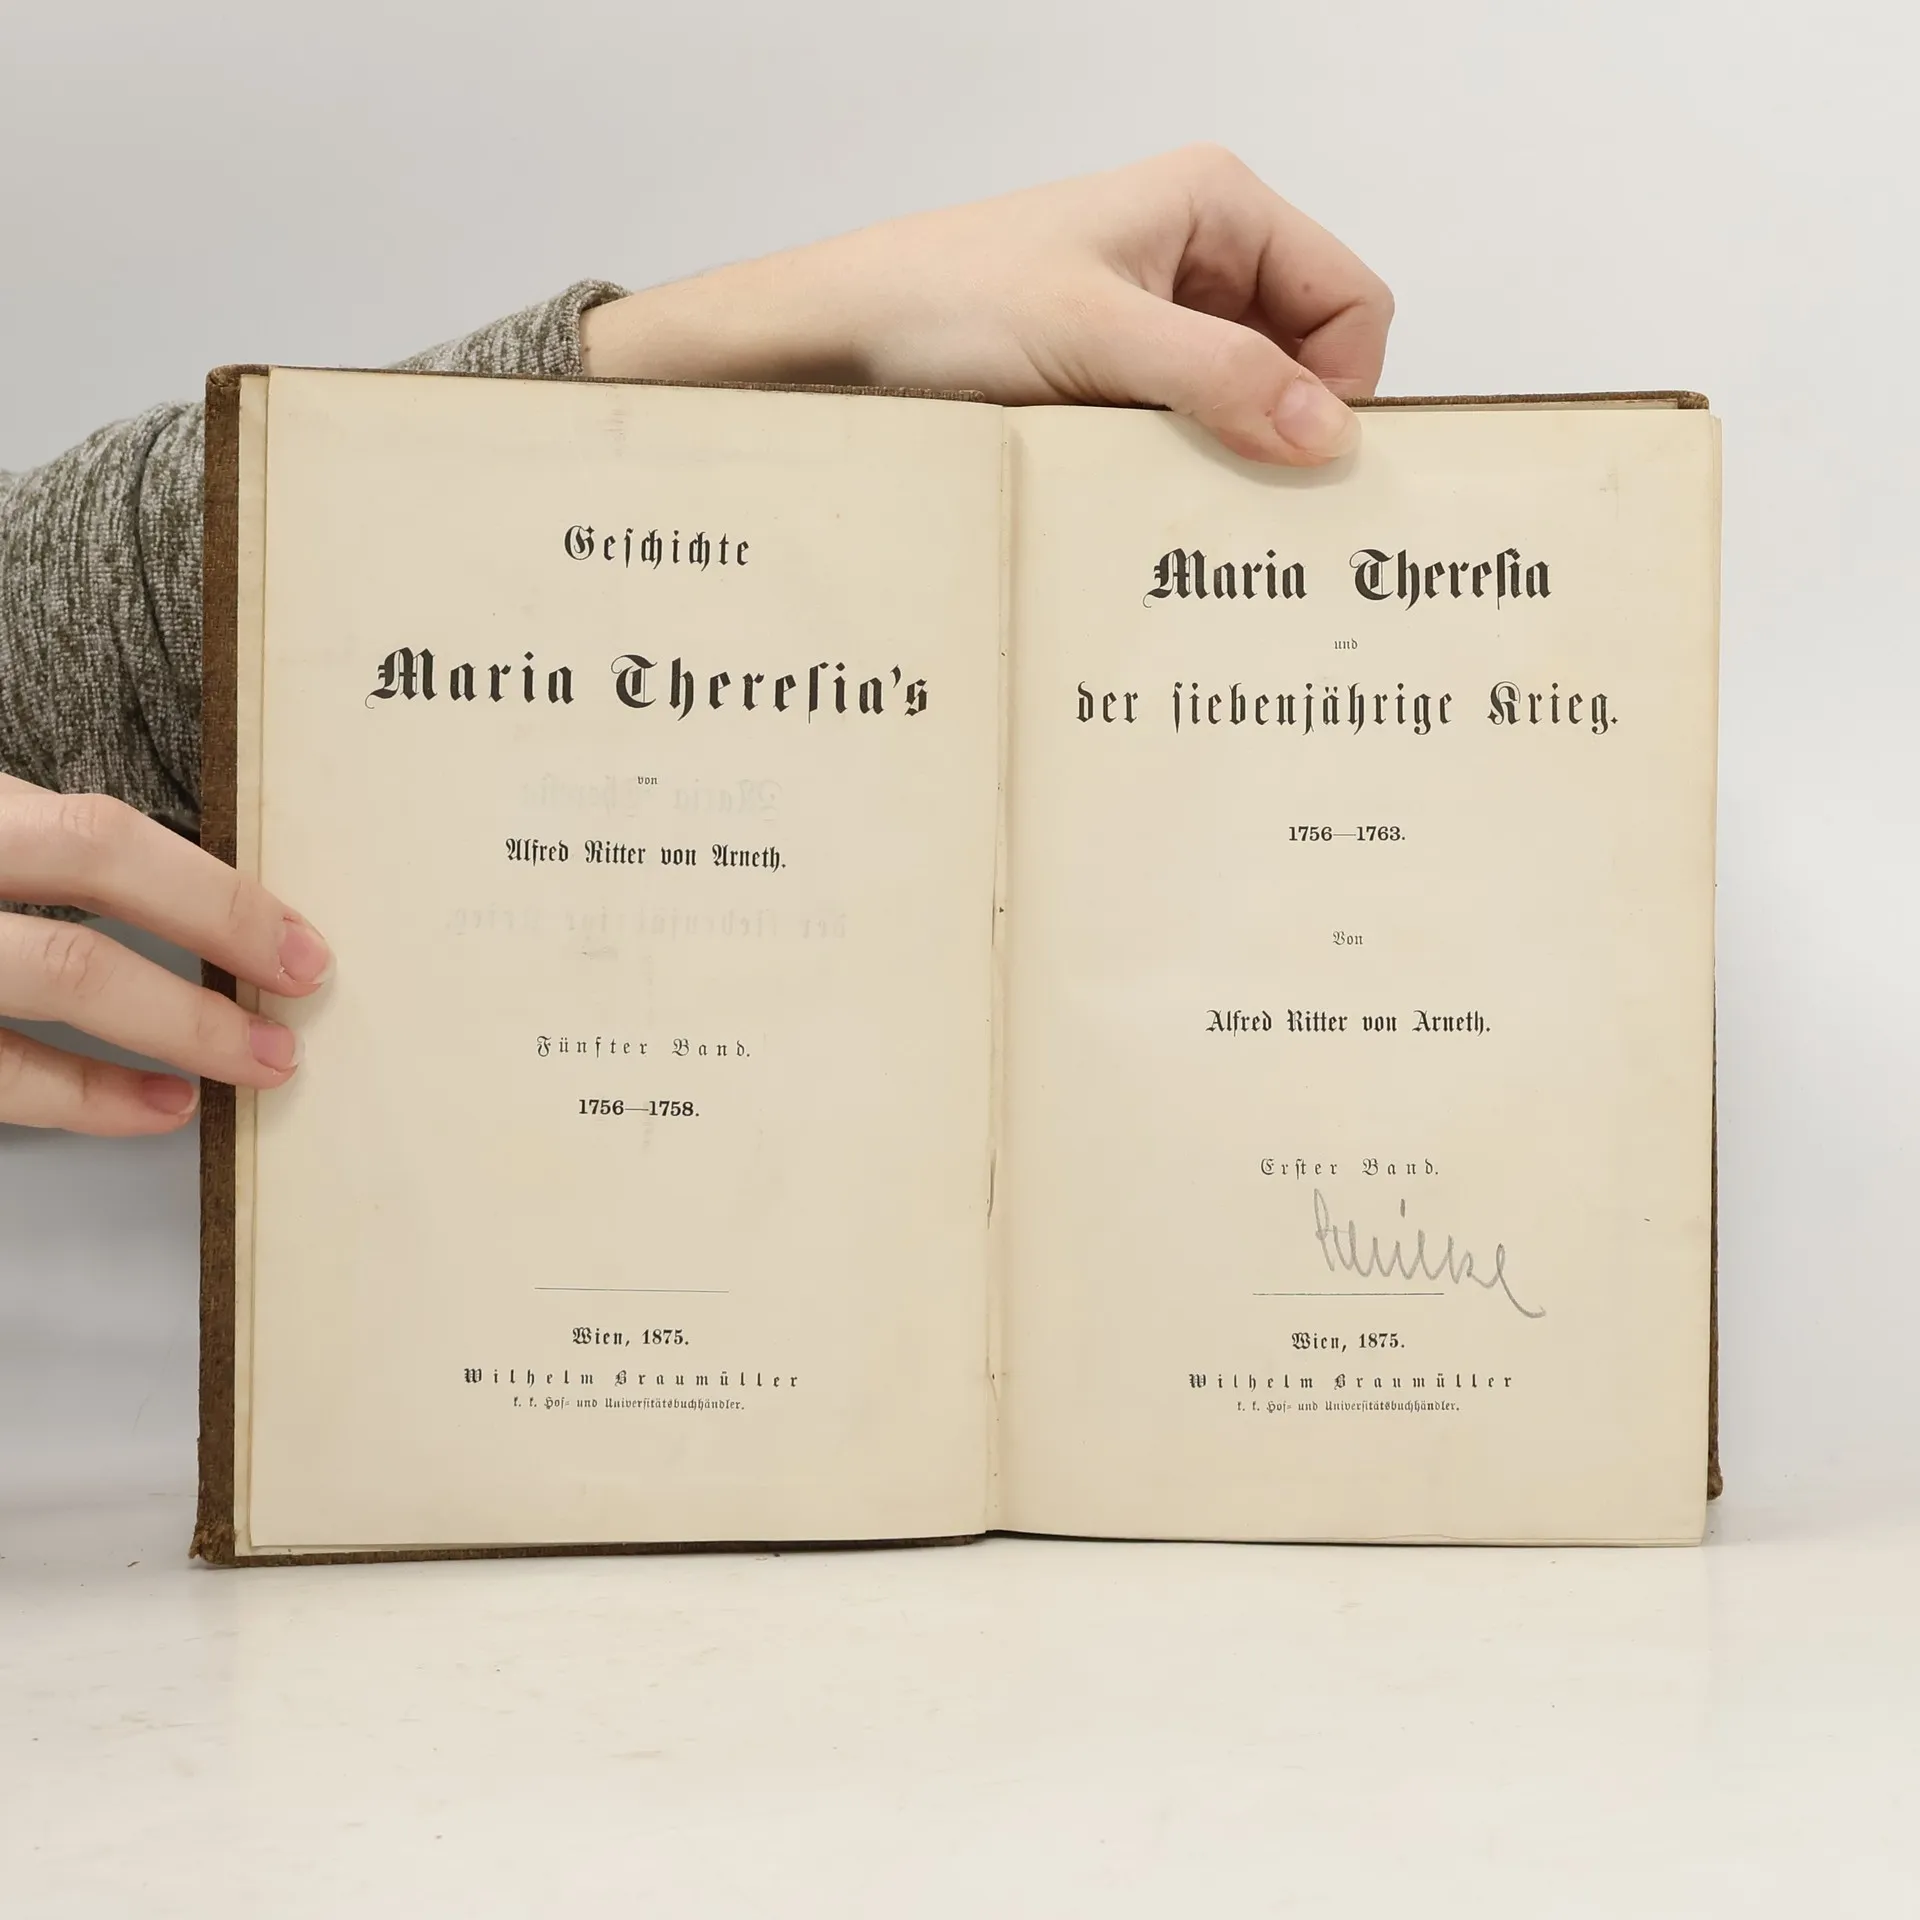 Geschichte
Maria Theresia's
von
Alfred Ritter von Arneth.
Fünfter Band.
1756—1758.
Wien, 1875.
Wilhelm Braumüller
k. k. Hof- und Universitätsbuchhändler.
Maria Theresia
und
der siebenjährige Krieg.
1756—1763.
Von
Alfred Ritter von Arneth.
Erster Band.
Wien, 1875.
Wilhelm Braumüller
k. k. Hof- und Universitätsbuchhändler.